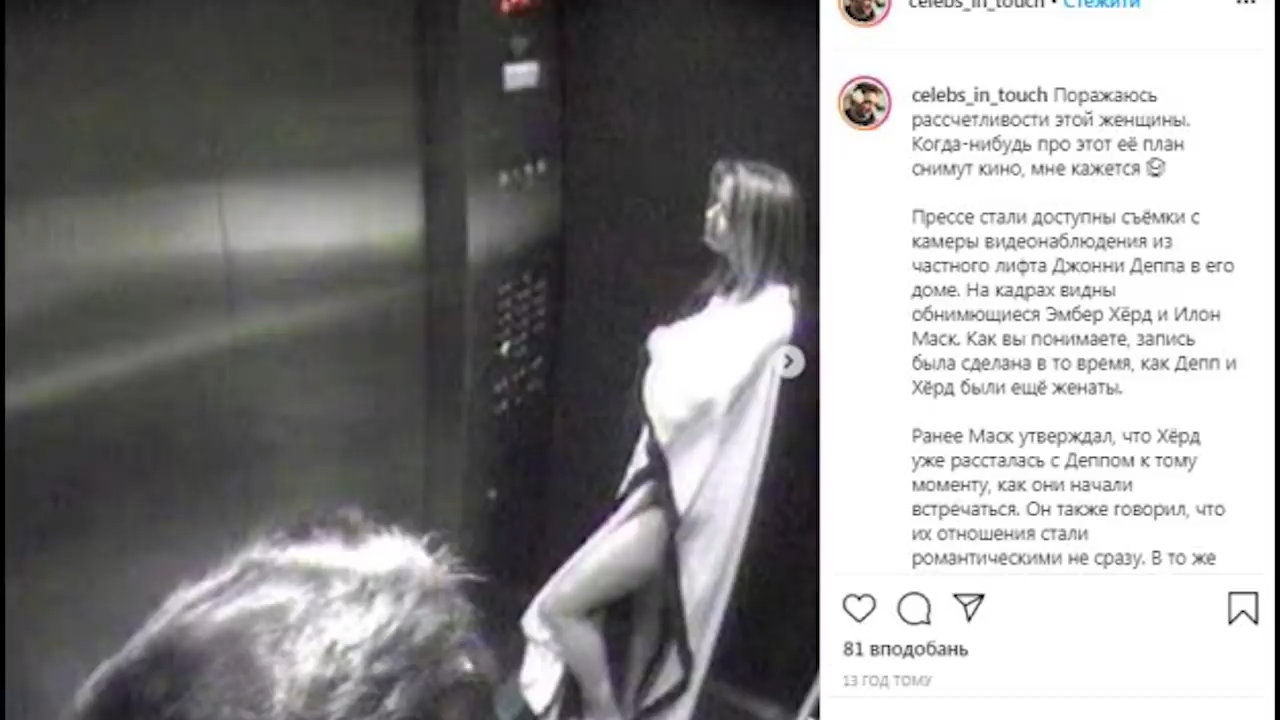 celebs_in_touch • Стежити
celebs_in_touch Поражаюсь
рассчетливости этой женщины.
Когда-нибудь про этот её план
снимут кино, мне кажется
Прессе стали доступны съёмки с
камеры видеонаблюдения из
частного лифта Джонни Деппа в его
доме. На кадрах видны
обнимющиеся Эмбер Хёрд и Илон
Маск. Как вы понимаете, запись
была сделана в то время, как Депп и
Хёрд были ещё женаты.
Ранее Маск утверждал, что Хёрд
уже рассталась с Деппом к тому
моменту, как они начали
встречаться. Он также говорил, что
их отношения стали
романтическими не сразу. В то же
81 вподобань
13 ГОД ТОМУ